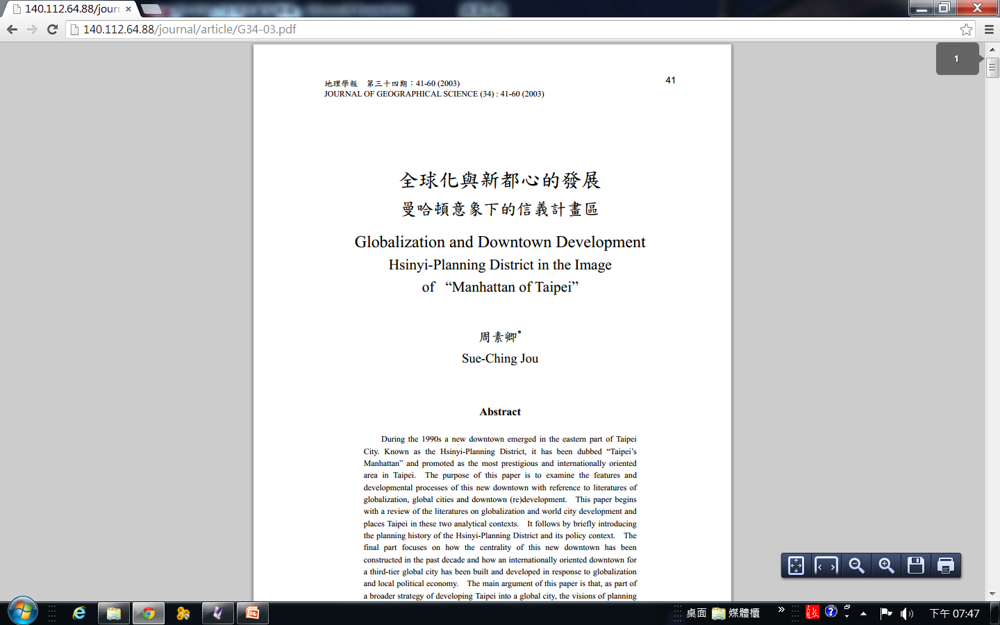 140.112.64.88/jour
140.112.64.88/journal/article/G34-03.pdf
1
地理學報　第三十四期：41-60 (2003)
41
JOURNAL OF GEOGRAPHICAL SCIENCE (34) : 41-60 (2003)
全球化與新都心的發展
曼哈頓意象下的信義計畫區
Globalization and Downtown Development
Hsinyi-Planning District in the Image
of “Manhattan of Taipei”
周素卿*
Sue-Ching Jou
Abstract
During the 1990s a new downtown emerged in the eastern part of Taipei
City. Known as the Hsinyi-Planning District, it has been dubbed “Taipei’s
Manhattan” and promoted as the most prestigious and internationally oriented
area in Taipei. The purpose of this paper is to examine the features and
developmental processes of this new downtown with reference to literatures of
globalization, global cities and downtown (re)development. This paper begins
with a review of the literatures on globalization and world city development and
places Taipei in these two analytical contexts. It follows by briefly introducing
the planning history of the Hsinyi-Planning District and its policy context. The
final part focuses on how the centrality of this new downtown has been
constructed in the past decade and how an internationally oriented downtown for
a third-tier global city has been built and developed in response to globalization
and local political economy. The main argument of this paper is that, as part of
a broader strategy of developing Taipei into a global city, the visions of planning
桌面
媒體櫃
下午 07:47